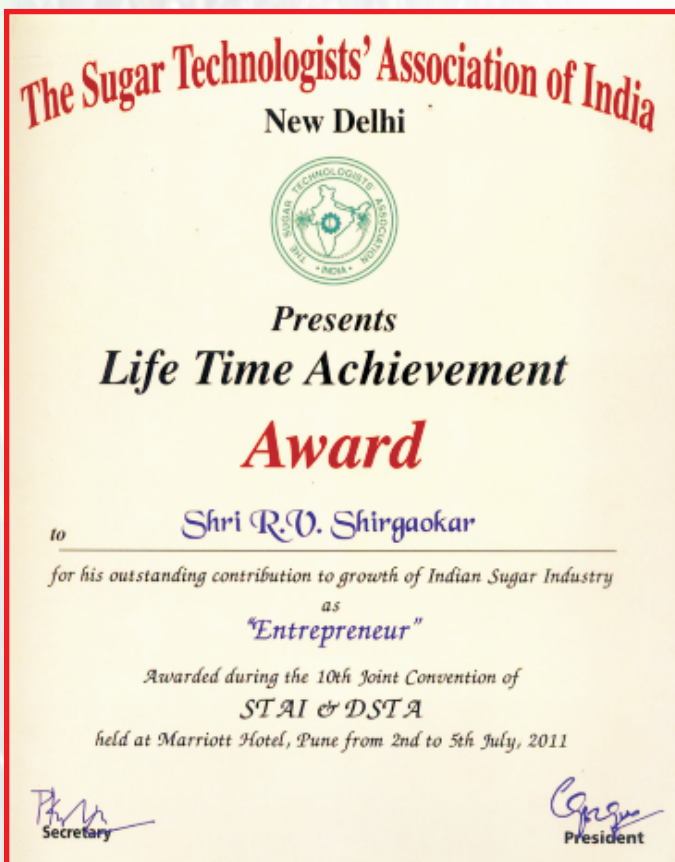 The Sugar Technologists' Association of India
New Delhi
THE SUGAR TECHNOLOGISTS' ASSOCIATION
• INDIA •
Presents
Life Time Achievement
Award
to Shri R.V. Shirgaokar
for his outstanding contribution to growth of Indian Sugar Industry
as
"Entrepreneur"
Awarded during the 10th Joint Convention of
STAI & DSTA
held at Marriott Hotel, Pune from 2nd to 5th July, 2011
Secretary
President